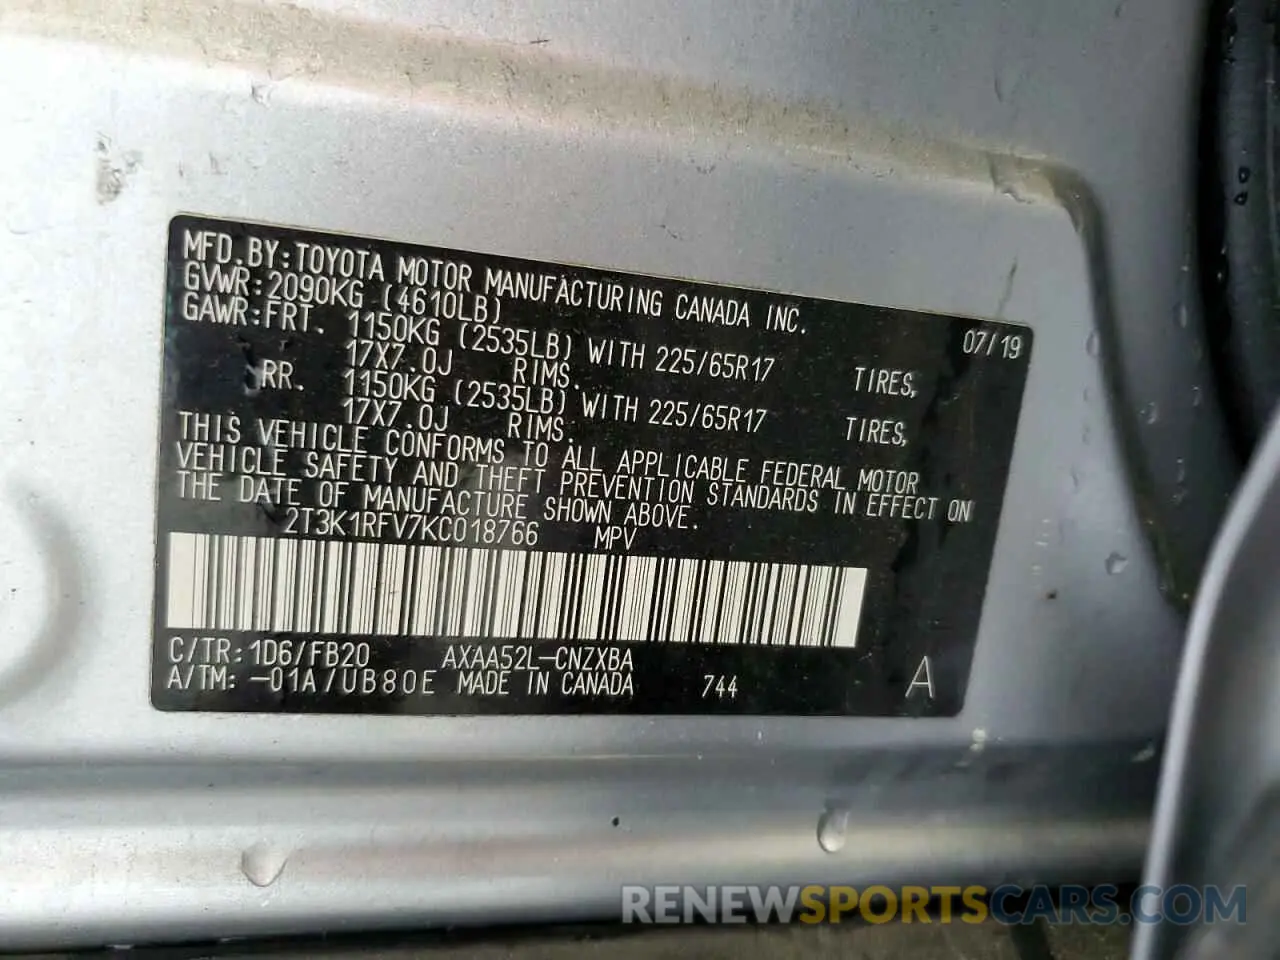 MFD.BY:TOYOTA MOTOR MANUFACTURING CANADA INC.
GVWR:2090KG (4610LB) 07/19
GAWR:FRT. 1150KG (2535LB) WITH 225/65R17 TIRES,
17X7.0J RIMS.
RR. 1150KG (2535LB) WITH 225/65R17 TIRES,
17X7.0J RIMS.
THIS VEHICLE CONFORMS TO ALL APPLICABLE FEDERAL MOTOR
VEHICLE SAFETY AND THEFT PREVENTION STANDARDS IN EFFECT ON
THE DATE OF MANUFACTURE SHOWN ABOVE.
2T3K1RFV7KC018766 MPV
C/TR:1D6/FB20 AXAA52L-CNZXBA
A/TM:-01A/UB80E MADE IN CANADA 744 A
RENEWSPORTSCARS.COM